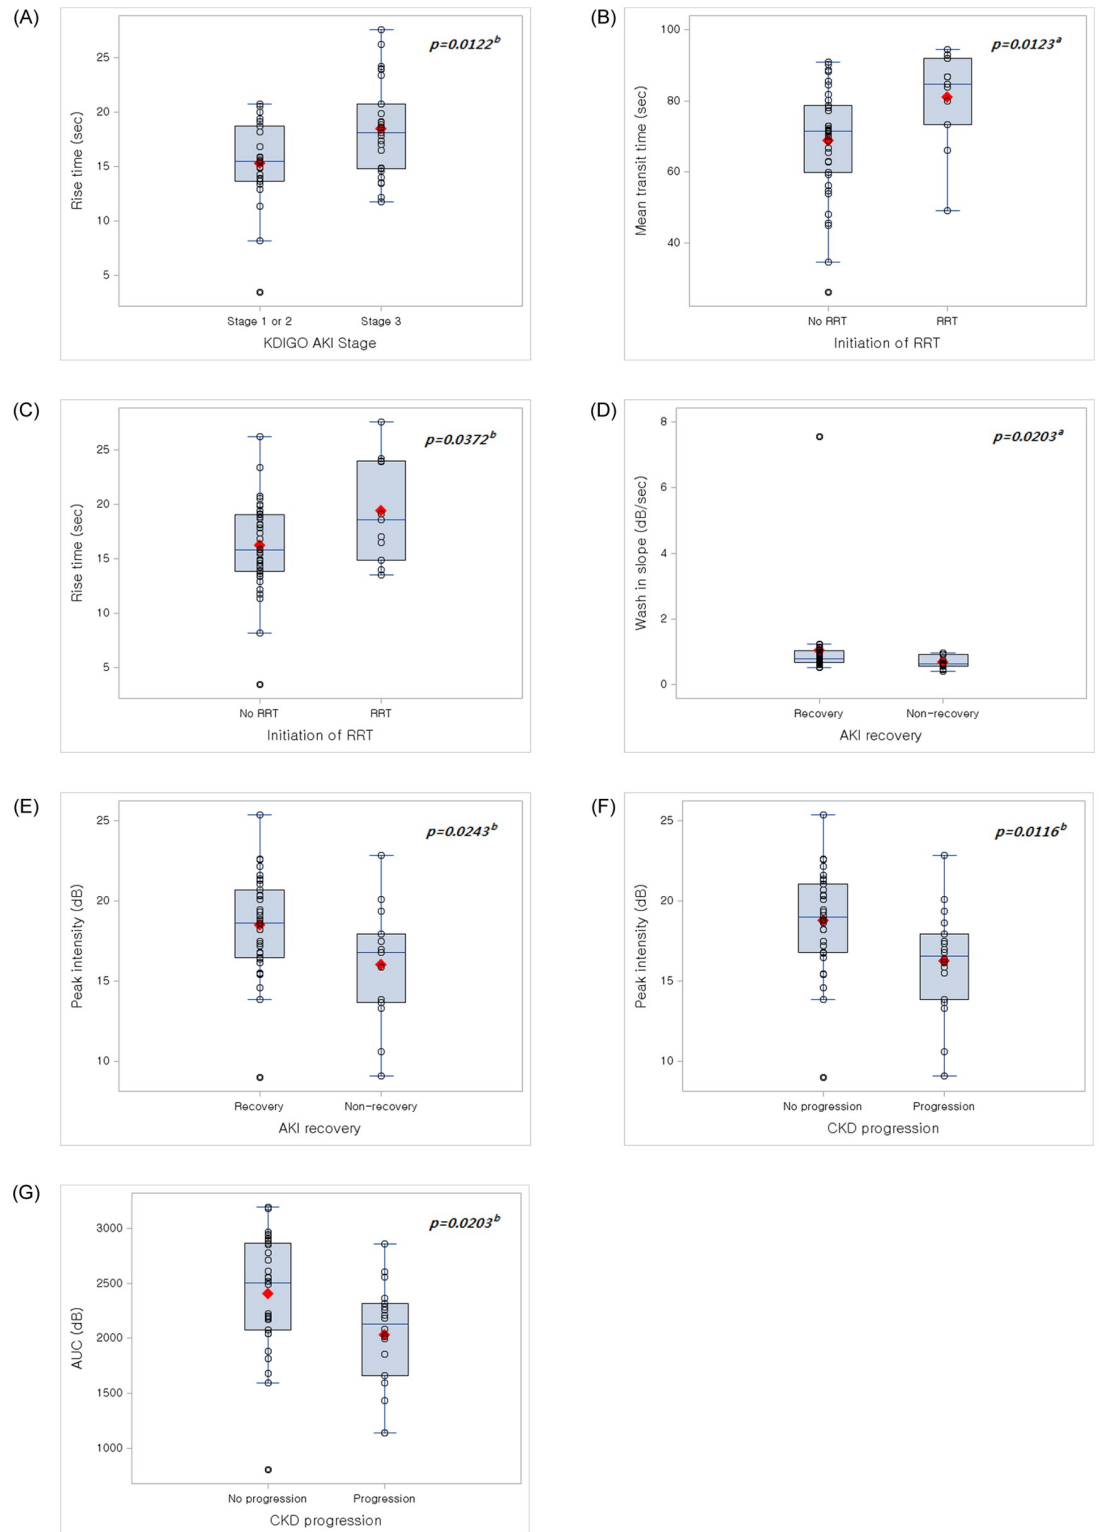 (A)
p=0.0122b
25
20
15
10
5
Rise time (sec)
Stage 1 or 2 Stage 3
KDIGO AKI Stage
(B)
p=0.0123a
100
80
60
40
Mean transit time (sec)
No RRT RRT
Initiation of RRT
(C)
p=0.0372b
25
20
15
10
5
Rise time (sec)
No RRT RRT
Initiation of RRT
(D)
p=0.0203a
8
6
4
2
0
Wash in slope (dB/sec)
Recovery Non-recovery
AKI recovery
(E)
p=0.0243b
25
20
15
10
Peak intensity (dB)
Recovery Non-recovery
AKI recovery
(F)
p=0.0116b
25
20
15
10
Peak intensity (dB)
No progression Progression
CKD progression
(G)
p=0.0203b
3000
2500
2000
1500
1000
AUC (dB)
No progression Progression
CKD progression